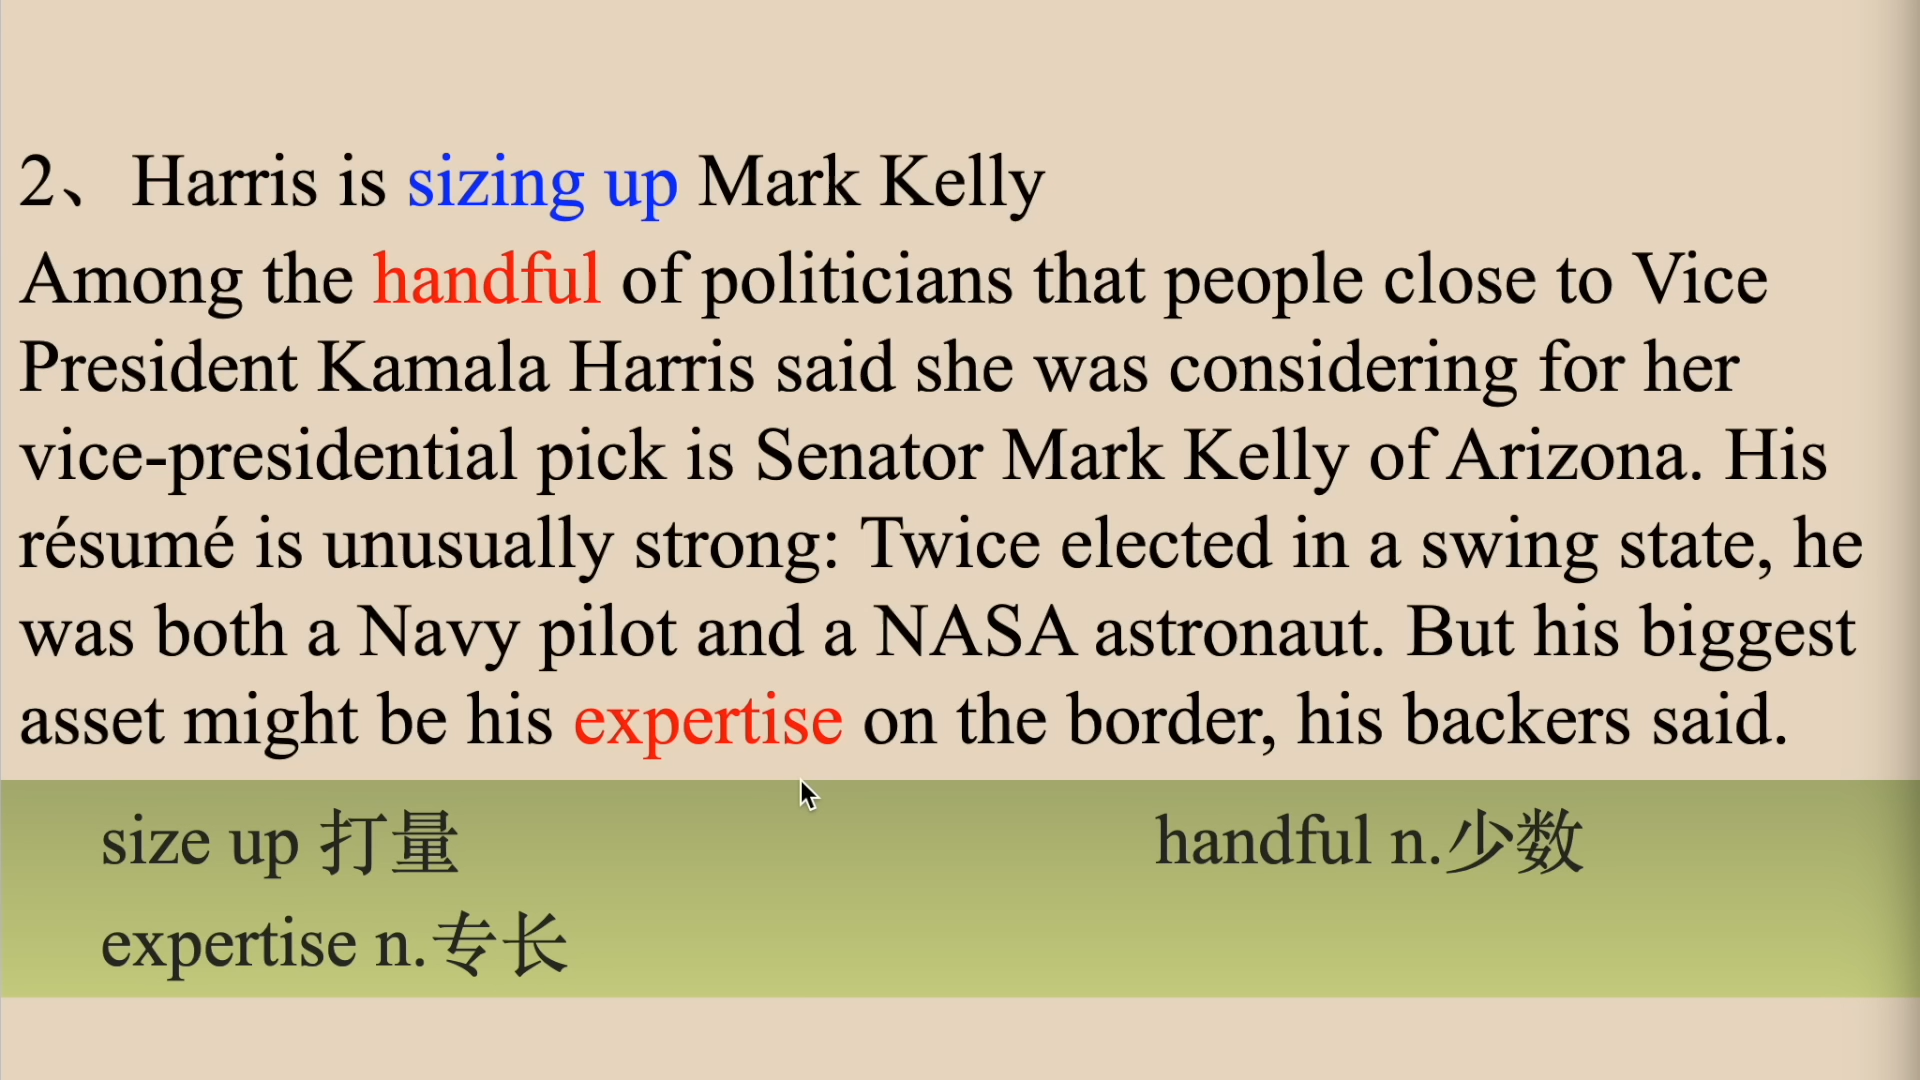 2、 Harris is sizing up Mark Kelly
Among the handful of politicians that people close to Vice
President Kamala Harris said she was considering for her
vice-presidential pick is Senator Mark Kelly of Arizona. His
résumé is unusually strong: Twice elected in a swing state, he
was both a Navy pilot and a NASA astronaut. But his biggest
asset might be his expertise on the border, his backers said.
size up 打量
handful n.少数
expertise n.专长